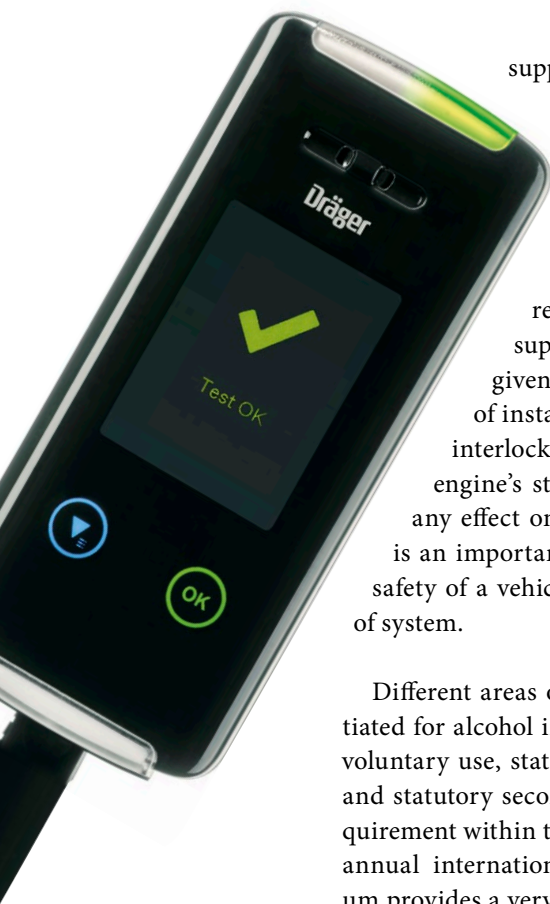 Dräger
Test OK
OK
supp
re
sup
given
of insta
interlock
engine's st
any effect on
is an importan
safety of a vehic
of system.
Different areas o
tiated for alcohol i
voluntary use, stat
and statutory seco
quirement within t
annual internation
um provides a very